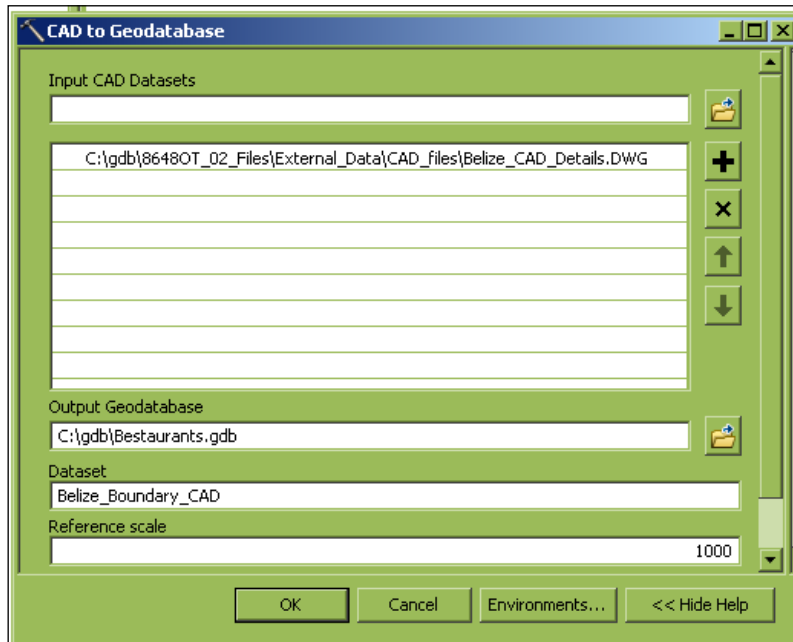 CAD to Geodatabase
Input CAD Datasets
C:\gdb\8648OT_02_Files\External_Data\CAD_files\Belize_CAD_Details.DWG
Output Geodatabase
C:\gdb\Bestaurants.gdb
Dataset
Belize_Boundary_CAD
Reference scale
1000
OK Cancel Environments... << Hide Help